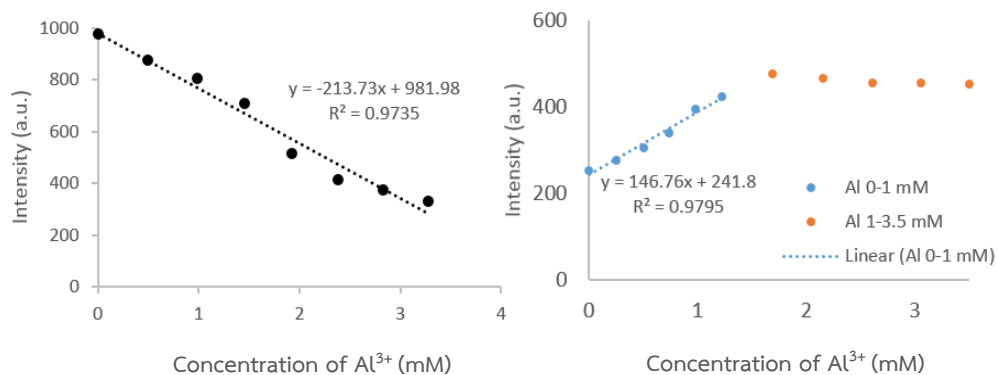 Intensity (a.u.)
1000
800
600
400
200
0
y = -213.73x + 981.98
R² = 0.9735
0 1 2 3 4
Concentration of Al³⁺ (mM)
Intensity (a.u.)
600
400
200
0
y = 146.76x + 241.8
R² = 0.9795
Al 0-1 mM
Al 1-3.5 mM
Linear (Al 0-1 mM)
0 1 2 3
Concentration of Al³⁺ (mM)